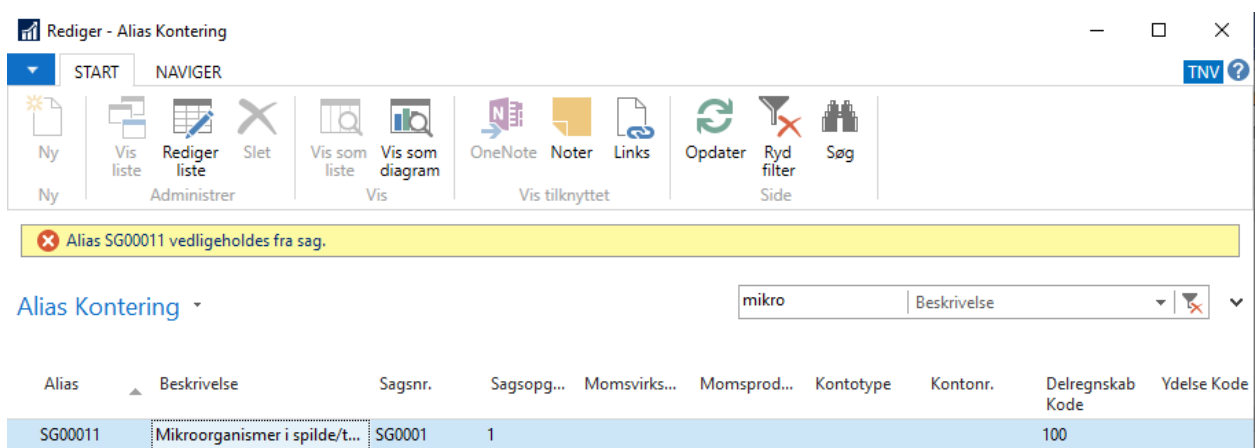 Rediger - Alias Kontering
START NAVIGER TNV
Ny Vis liste Rediger liste Slet Vis som liste Vis som diagram OneNote Noter Links Opdater Ryd filter Søg
Ny Administrer Vis Vis tilknyttet Side
Alias SG00011 vedligeholdes fra sag.
Alias Kontering mikro Beskrivelse
Alias Beskrivelse Sagsnr. Sagsopg... Momsvirks... Momsprod... Kontotype Kontonr. Delregnskab Kode Ydelse Kode
SG00011 Mikroorganismer i spilde/t... SG0001 1 100